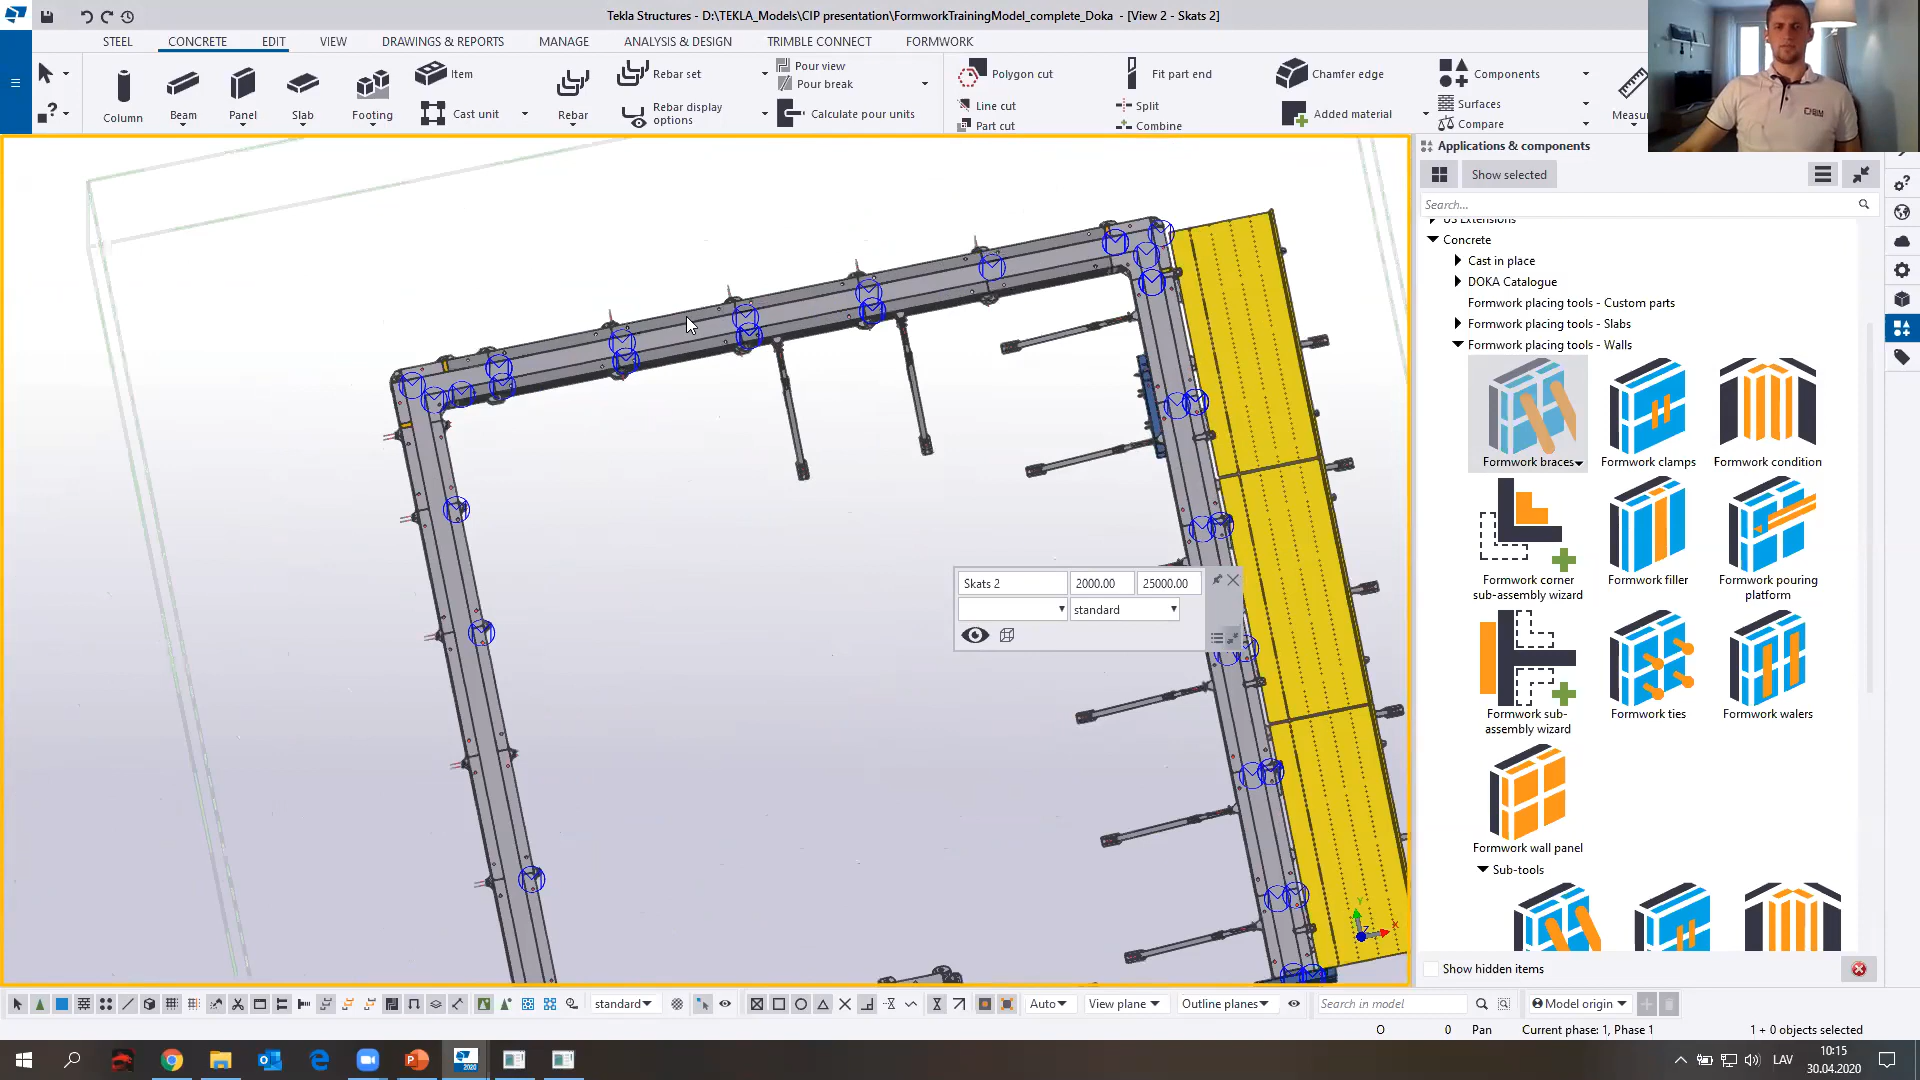 Tekla Structures - D:\TEKLA_Models\CIP presentation\FormworkTrainingModel_complete_Doka - [View 2 - Skats 2]
STEEL CONCRETE EDIT VIEW DRAWINGS & REPORTS MANAGE ANALYSIS & DESIGN TRIMBLE CONNECT FORMWORK
Column
Beam
Panel
Slab
Footing
Item
Cast unit
Rebar
Rebar set
Rebar display
options
Pour view
Pour break
Calculate pour units
Polygon cut
Line cut
Part cut
Fit part end
Split
Combine
Chamfer edge
Added material
Components
Surfaces
Compare
Applications & components
Show selected
Search...
US Extensions
Concrete
Cast in place
DOKA Catalogue
Formwork placing tools - Custom parts
Formwork placing tools - Slabs
Formwork placing tools - Walls
Formwork braces
Formwork clamps
Formwork condition
Formwork corner
sub-assembly wizard
Formwork filler
Formwork pouring
platform
Formwork sub-
assembly wizard
Formwork ties
Formwork walers
Formwork wall panel
Sub-tools
Show hidden items
Skats 2 2000.00 25000.00
standard
standard
Auto
View plane
Outline planes
Search in model
Model origin
O 0 Pan Current phase: 1, Phase 1 1 + 0 objects selected
LAV
10:15
30.04.2020